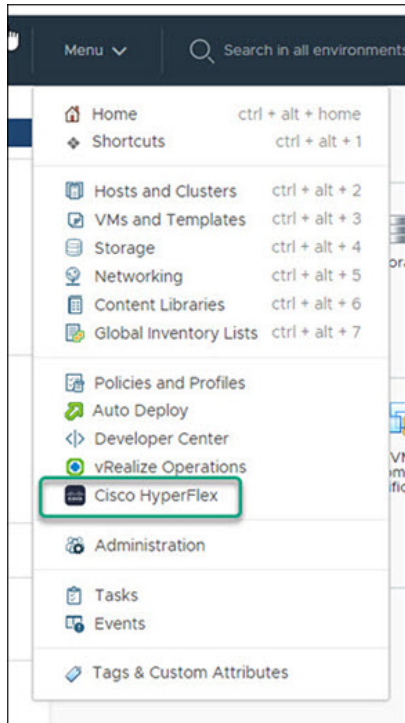 Menu
Search in all environments
Home ctrl + alt + home
Shortcuts ctrl + alt + 1
Hosts and Clusters ctrl + alt + 2
VMs and Templates ctrl + alt + 3
Storage ctrl + alt + 4
Networking ctrl + alt + 5
Content Libraries ctrl + alt + 6
Global Inventory Lists ctrl + alt + 7
Policies and Profiles
Auto Deploy
Developer Center
vRealize Operations
Cisco HyperFlex
Administration
Tasks
Events
Tags & Custom Attributes